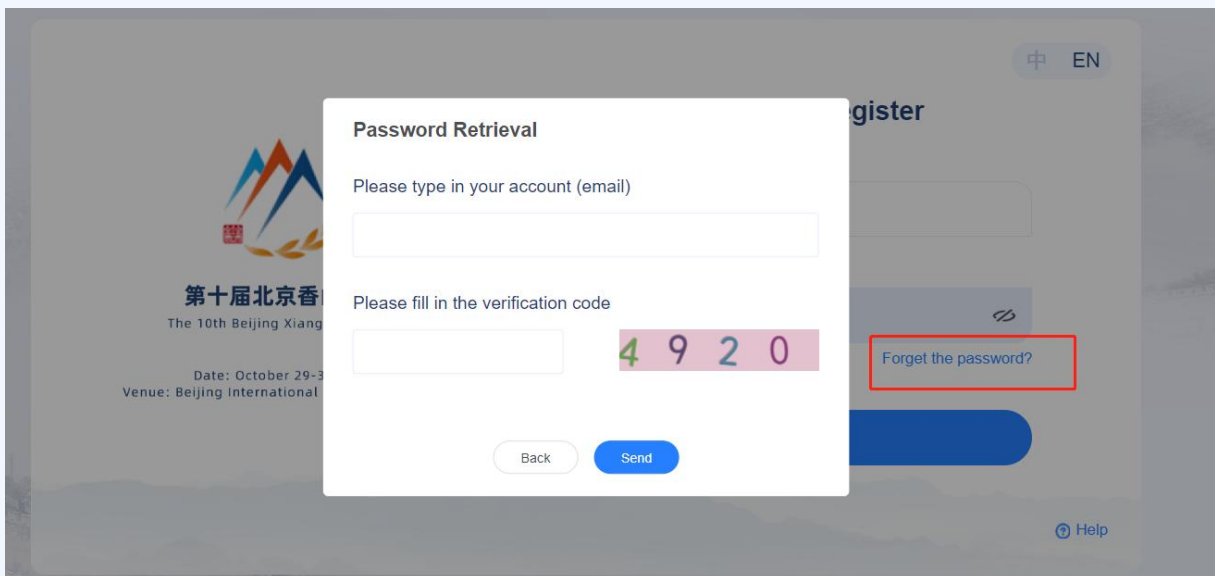 中 EN
gister
Password Retrieval
Please type in your account (email)
Please fill in the verification code
4 9 2 0
Back
Send
第十届北京香
The 10th Beijing Xiang
Date: October 29-3
Venue: Beijing International
Forget the password?
Help